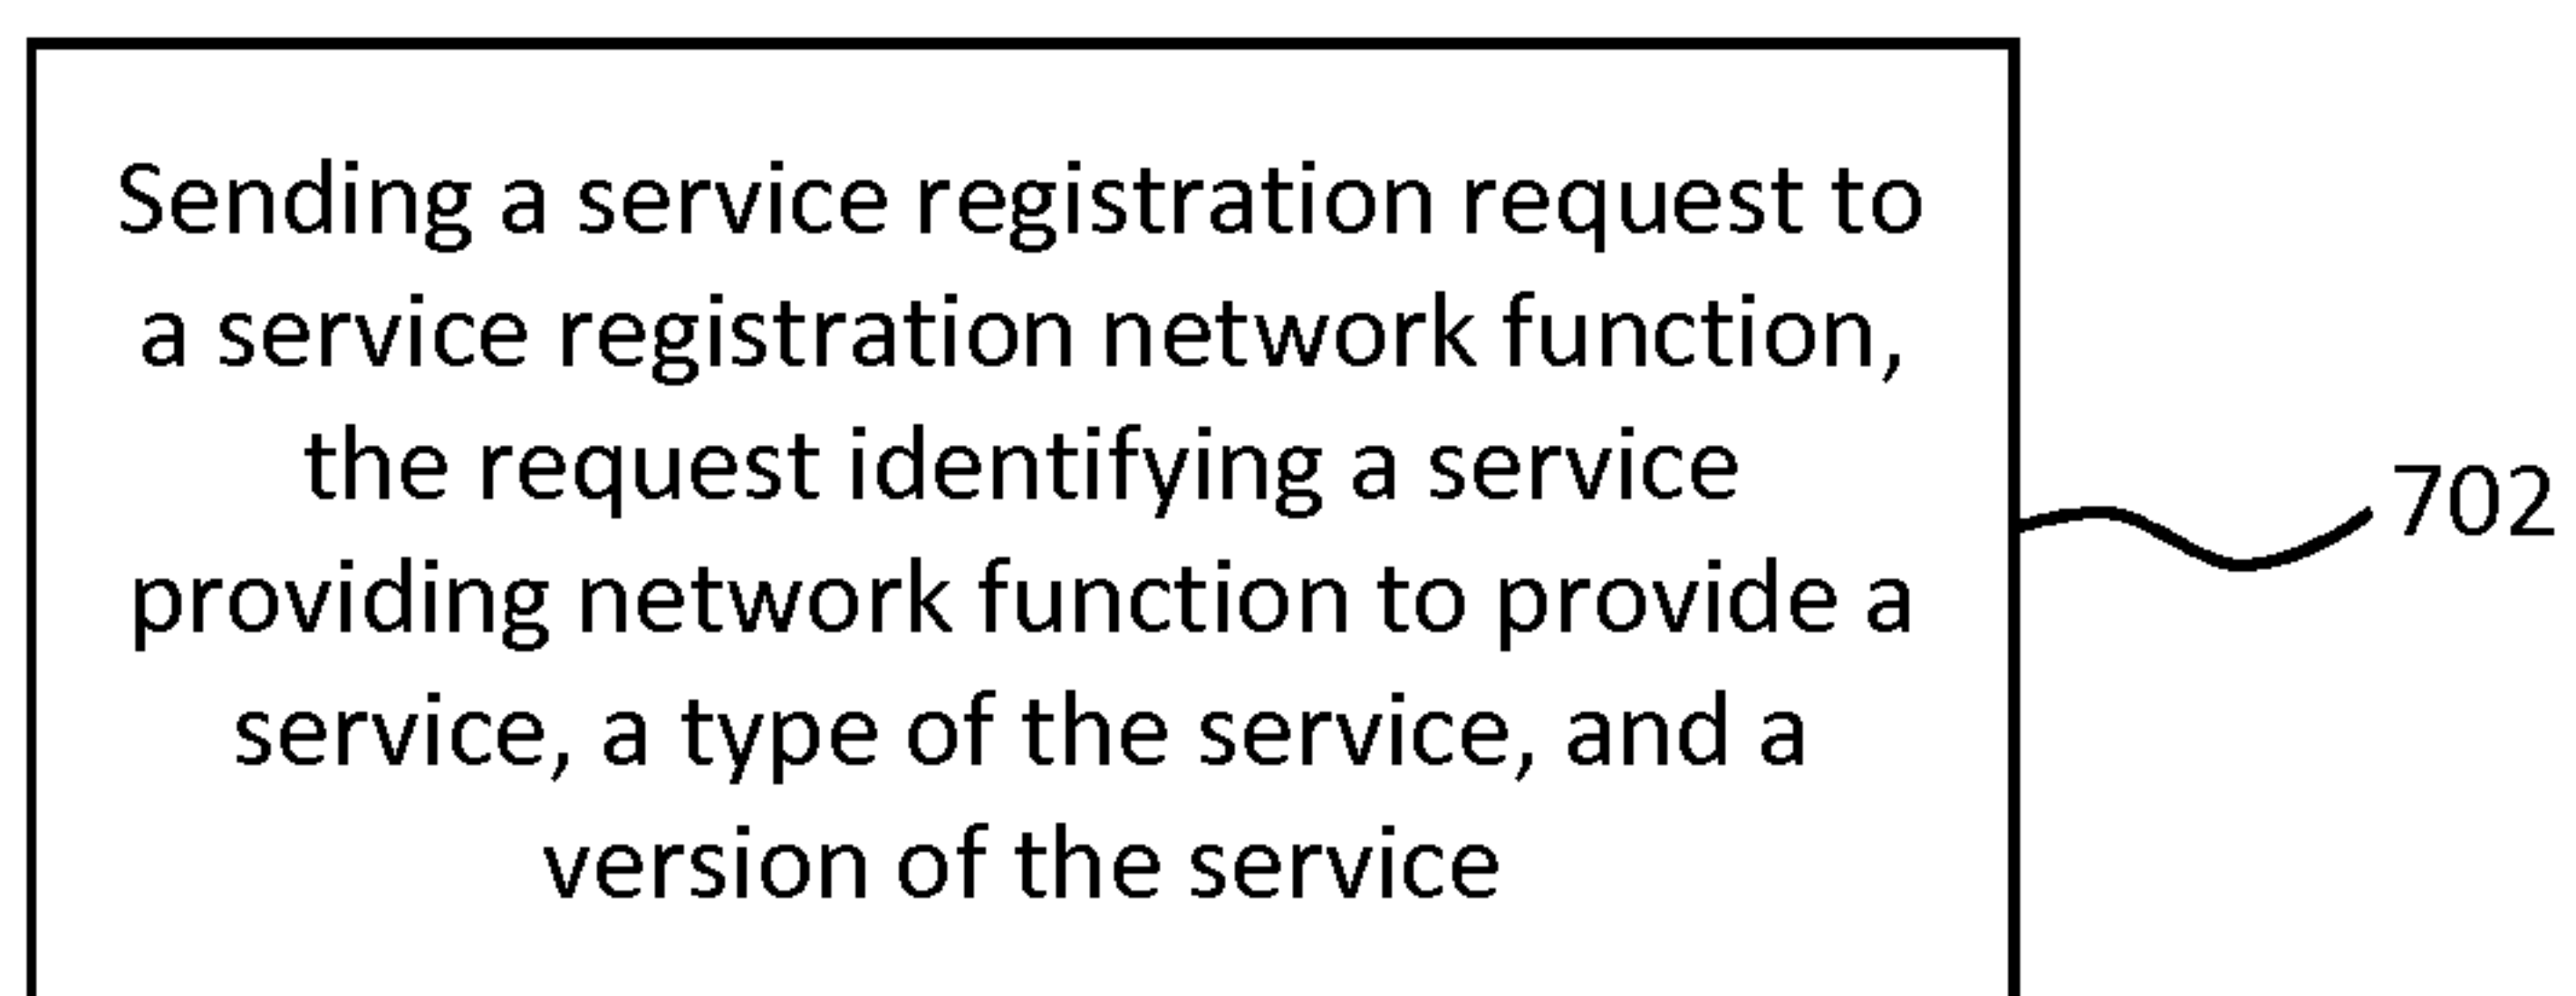 Sending a service registration request to
a service registration network function,
the request identifying a service
providing network function to provide a
service, a type of the service, and a
version of the service
702